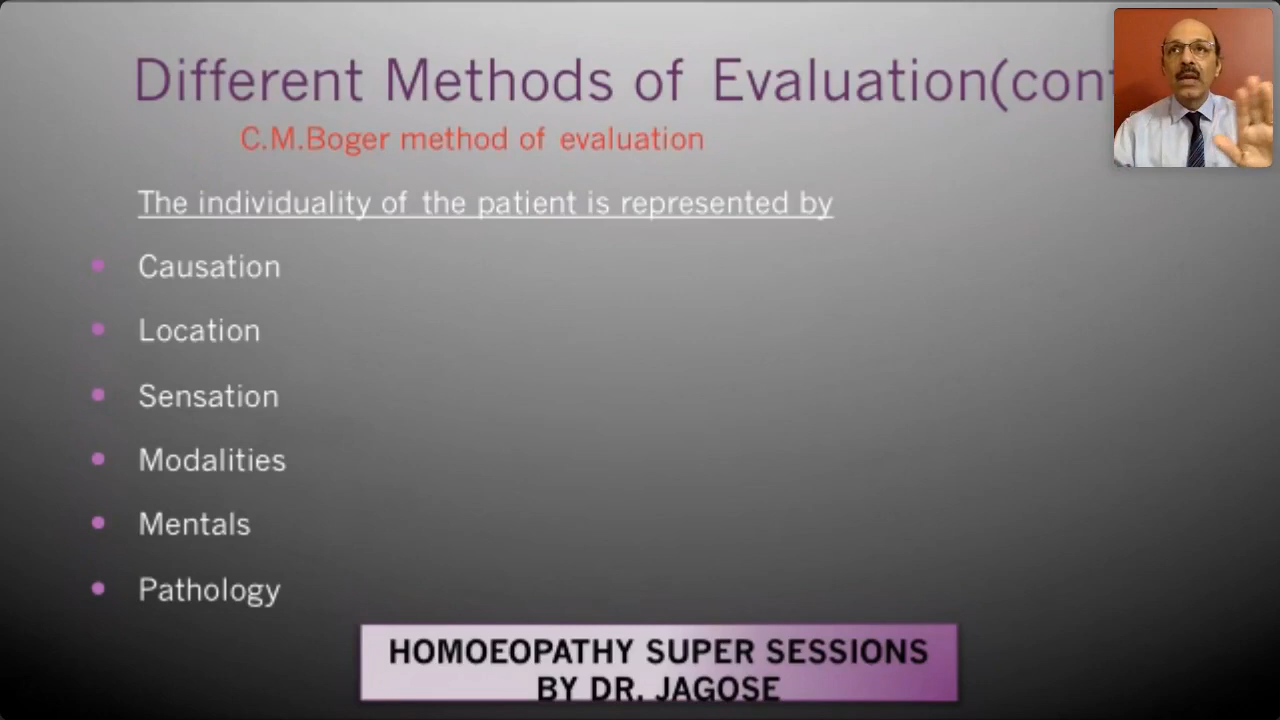 Different Methods of Evaluation(cont
C.M.Boger method of evaluation
The individuality of the patient is represented by
Causation
Location
Sensation
Modalities
Mentals
Pathology
HOMOEOPATHY SUPER SESSIONS
BY DR. JAGOSE